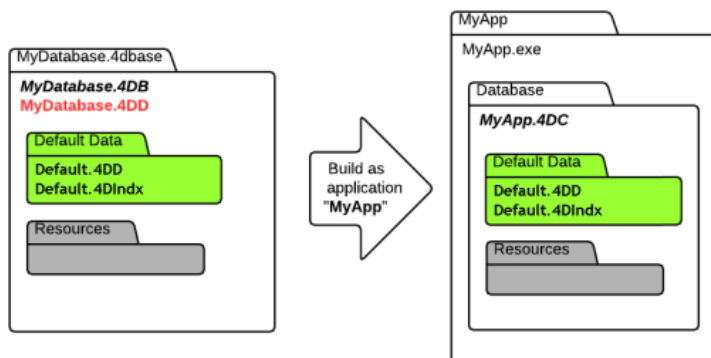 MyDatabase.4dbase
MyDatabase.4DB
MyDatabase.4DD
Default Data
Default.4DD
Default.4DIndx
Resources
Build as
application
"MyApp"
MyApp
MyApp.exe
Database
MyApp.4DC
Default Data
Default.4DD
Default.4DIndx
Resources